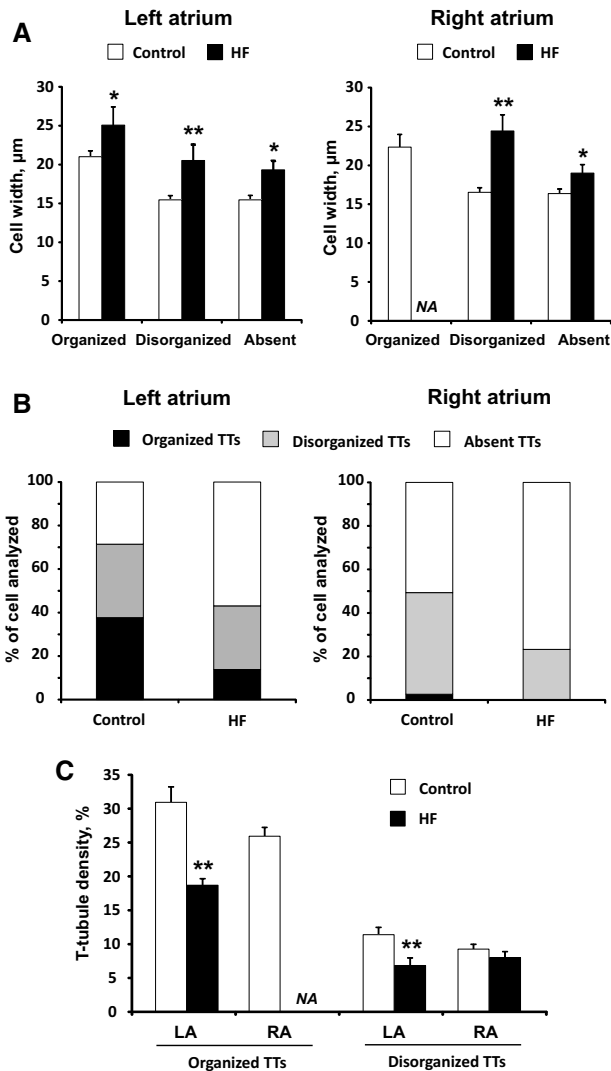 A
Left atrium
Right atrium
Control HF
Control HF
Cell width, µm
30
25
20
15
10
5
0
* ** *
Organized Disorganized Absent
Cell width, µm
30
25
20
15
10
5
0
NA ** *
Organized Disorganized Absent
B
Left atrium
Right atrium
Organized TTs Disorganized TTs Absent TTs
% of cell analyzed
100
80
60
40
20
0
Control HF
% of cell analyzed
100
80
60
40
20
0
Control HF
C
Control
HF
T-tubule density, %
35
30
25
20
15
10
5
0
** NA **
LA RA LA RA
Organized TTs Disorganized TTs